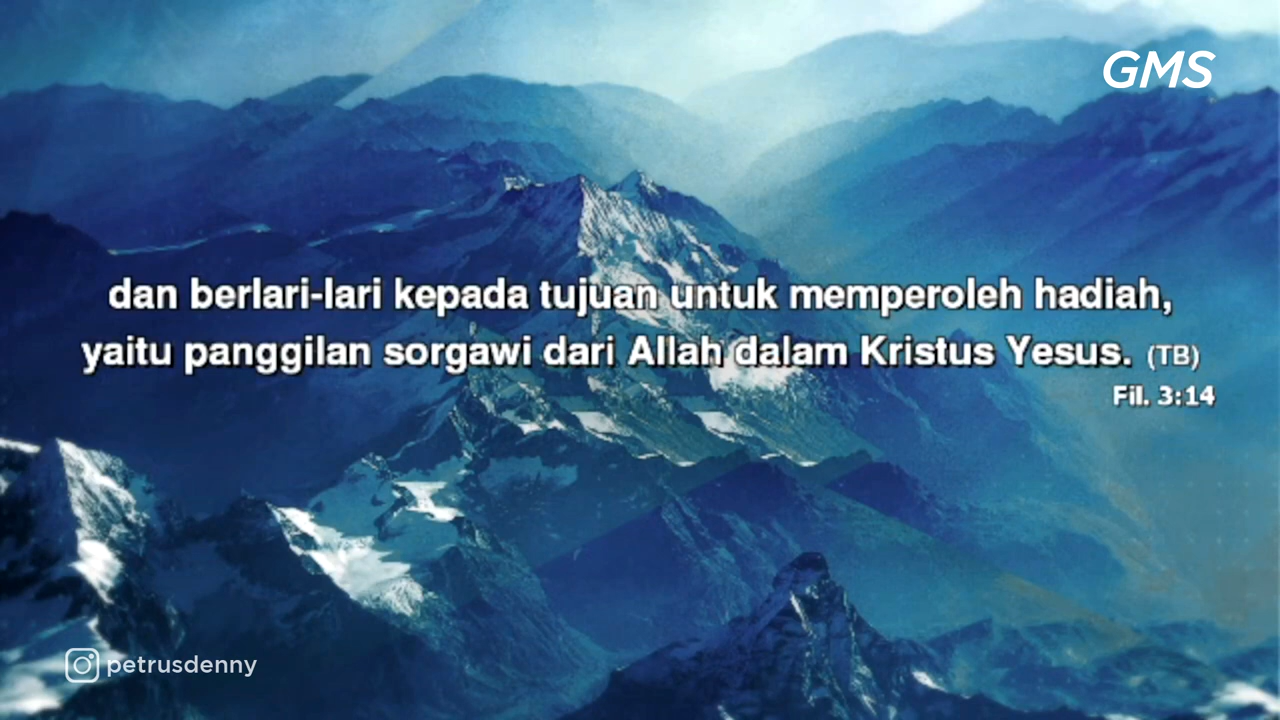 GMS
dan berlari-lari kepada tujuan untuk memperoleh hadiah,
yaitu panggilan sorgawi dari Allah dalam Kristus Yesus. (TB)
Fil. 3:14
petrusdenny